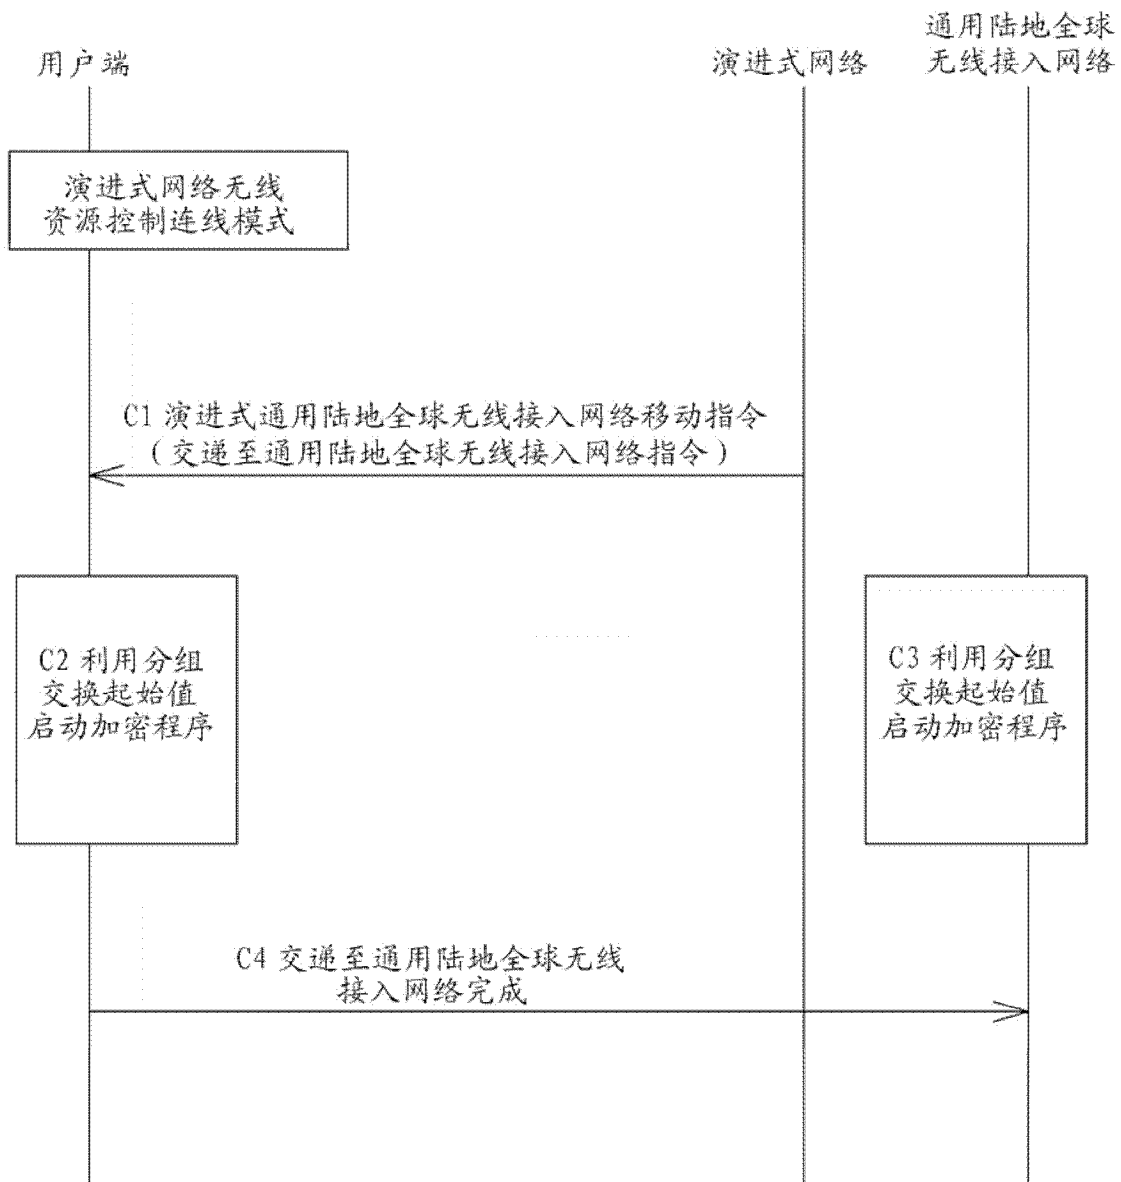 用户端
演进式网络
通用陆地全球
无线接入网络
演进式网络无线
资源控制连线模式
C1 演进式通用陆地全球无线接入网络移动指令
(交递至通用陆地全球无线接入网络指令)
C2 利用分组
交换起始值
启动加密程序
C3 利用分组
交换起始值
启动加密程序
C4 交递至通用陆地全球无线
接入网络完成